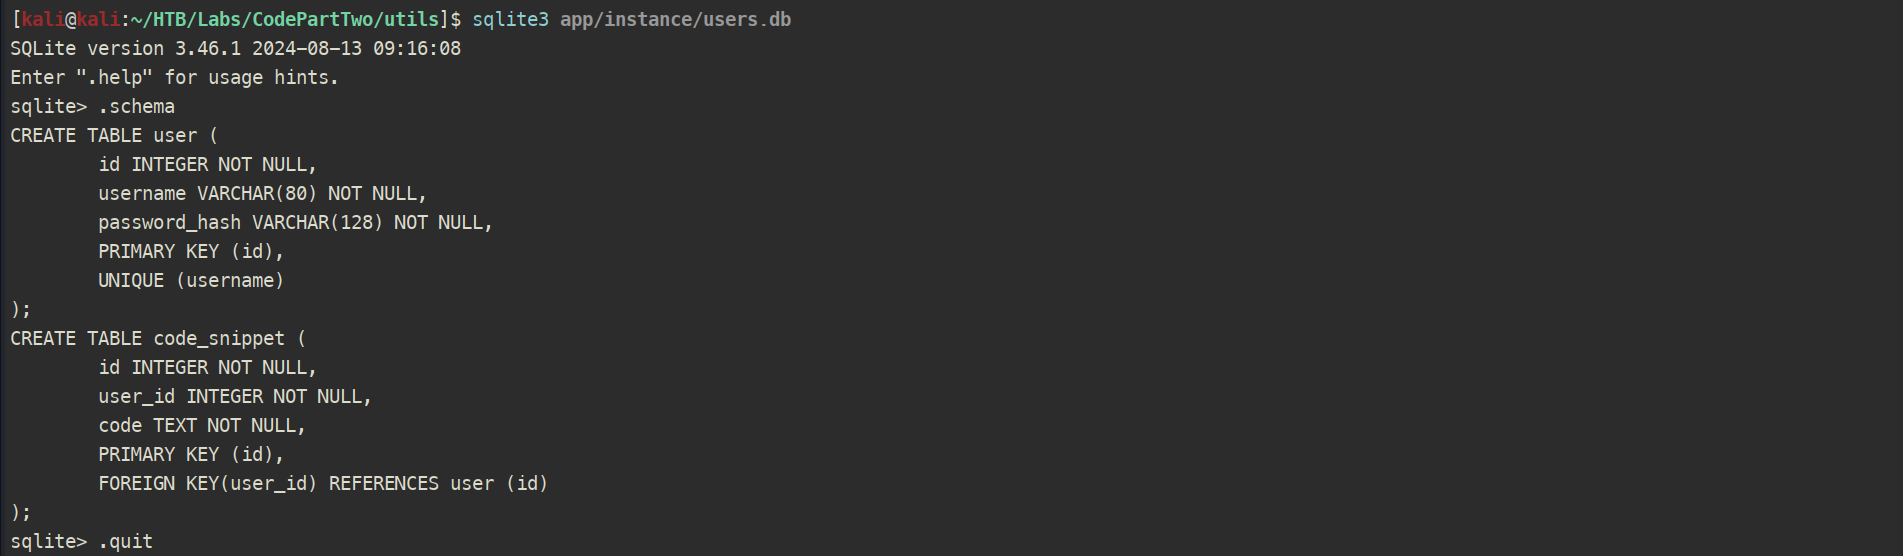 [kali@kali:~/HTB/Labs/CodePartTwo/utils]$ sqlite3 app/instance/users.db
SQLite version 3.46.1 2024-08-13 09:16:08
Enter ".help" for usage hints.
sqlite> .schema
CREATE TABLE user (
        id INTEGER NOT NULL,
        username VARCHAR(80) NOT NULL,
        password_hash VARCHAR(128) NOT NULL,
        PRIMARY KEY (id),
        UNIQUE (username)
);
CREATE TABLE code_snippet (
        id INTEGER NOT NULL,
        user_id INTEGER NOT NULL,
        code TEXT NOT NULL,
        PRIMARY KEY (id),
        FOREIGN KEY(user_id) REFERENCES user (id)
);
sqlite> .quit